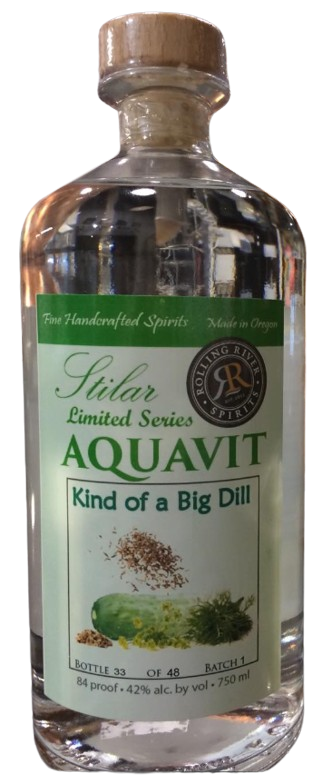 Fine Handcrafted Spirits Made in Oregon
ROLLING RIVER
RR
• SPIRITS •
Stilar
Limited Series
AQUAVIT
Kind of a Big Dill
BOTTLE 33 OF 48 BATCH 1
84 proof • 42% alc. by vol • 750 ml